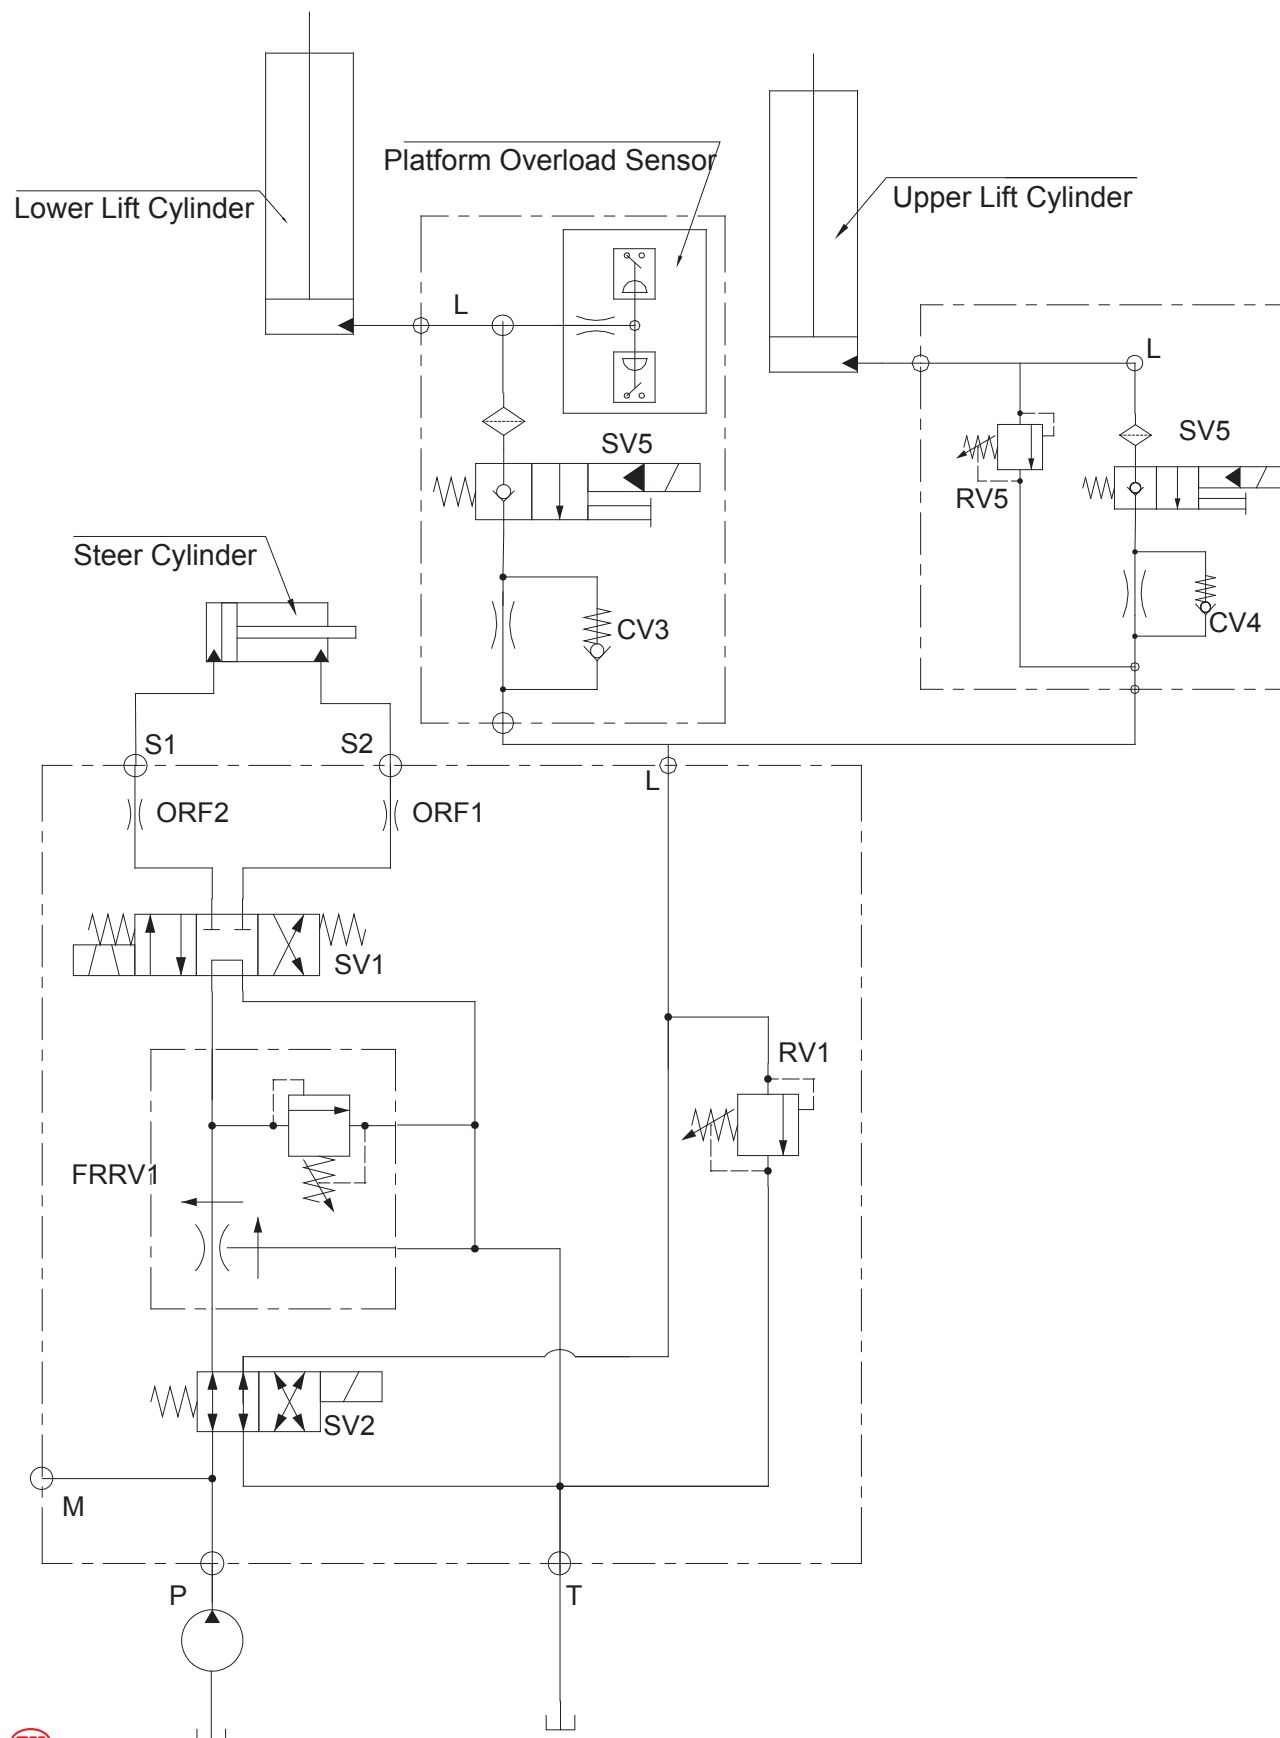 Platform Overload Sensor
Lower Lift Cylinder
Upper Lift Cylinder
L
L
SV5
SV5
RV5
Steer Cylinder
CV3
CV4
S1
S2
L
ORF2
ORF1
SV1
RV1
FRRV1
SV2
M
P
T